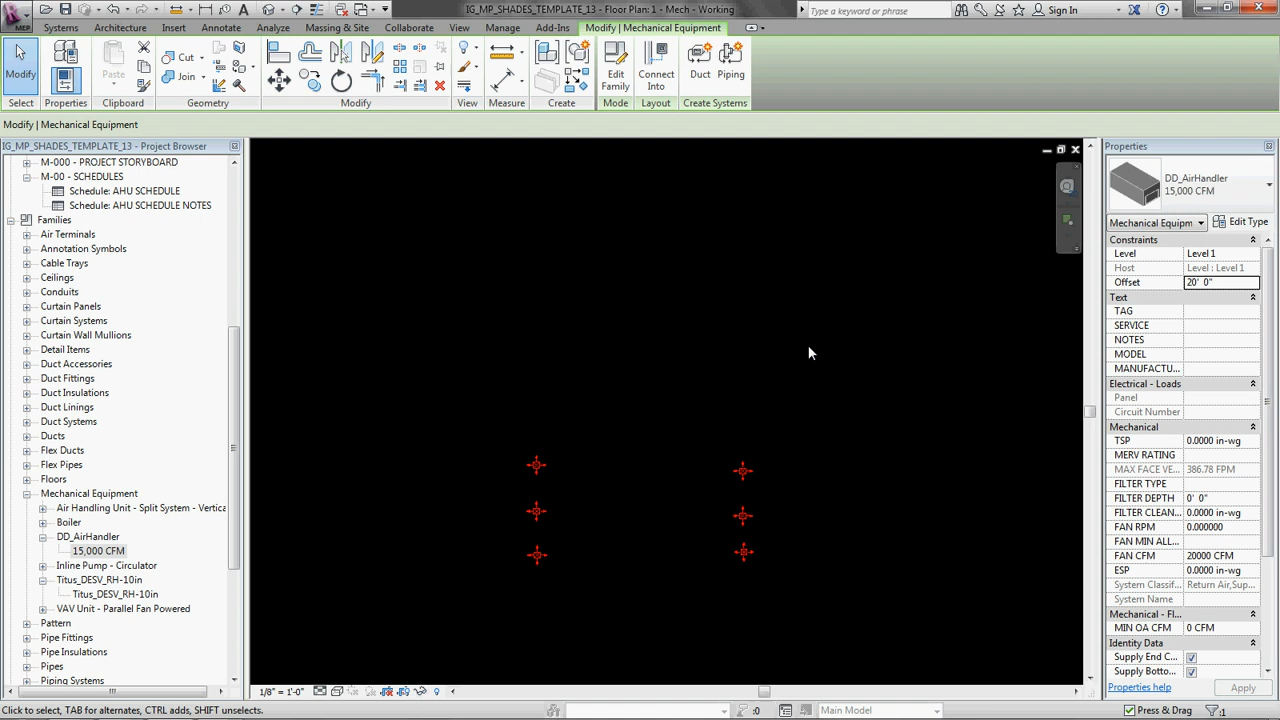 IG_MP_SHADES_TEMPLATE_13 - Floor Plan: 1 - Mech - Working
Type a keyword or phrase
Sign In
Systems Architecture Insert Annotate Analyze Massing & Site Collaborate View Manage Add-Ins Modify | Mechanical Equipment
Modify
Paste
Cut
Join
Edit Family
Connect Into
Duct
Piping
Select Properties Clipboard Geometry Modify View Measure Create Mode Layout Create Systems
Modify | Mechanical Equipment
IG_MP_SHADES_TEMPLATE_13 - Project Browser
M-000 - PROJECT STORYBOARD
M-00 - SCHEDULES
Schedule: AHU SCHEDULE
Schedule: AHU SCHEDULE NOTES
Families
Air Terminals
Annotation Symbols
Cable Trays
Ceilings
Conduits
Curtain Panels
Curtain Systems
Curtain Wall Mullions
Detail Items
Duct Accessories
Duct Fittings
Duct Insulations
Duct Linings
Duct Systems
Ducts
Flex Ducts
Flex Pipes
Floors
Mechanical Equipment
Air Handling Unit - Split System - Vertica
Boiler
DD_AirHandler
15,000 CFM
Inline Pump - Circulator
Titus_DESV_RH-10in
Titus_DESV_RH-10in
VAV Unit - Parallel Fan Powered
Pattern
Pipe Fittings
Pipe Insulations
Pipes
Piping Systems
1/8" = 1'-0"
Properties
DD_AirHandler
15,000 CFM
Mechanical Equipm
Edit Type
Constraints
Level Level 1
Host Level : Level 1
Offset 20' 0"
Text
TAG
SERVICE
NOTES
MODEL
MANUFACTU...
Electrical - Loads
Panel
Circuit Number
Mechanical
TSP 0.0000 in-wg
MERV RATING
MAX FACE VE... 386.78 FPM
FILTER TYPE
FILTER DEPTH 0' 0"
FILTER CLEAN... 0.0000 in-wg
FAN RPM 0.000000
FAN MIN ALL...
FAN CFM 20000 CFM
ESP 0.0000 in-wg
System Classif... Return Air,Sup...
System Name
Mechanical - Fl...
MIN OA CFM 0 CFM
Identity Data
Supply End C...
Supply Botto...
Properties help
Apply
Click to select, TAB for alternates, CTRL adds, SHIFT unselects.
:0
Main Model
Press & Drag
:1